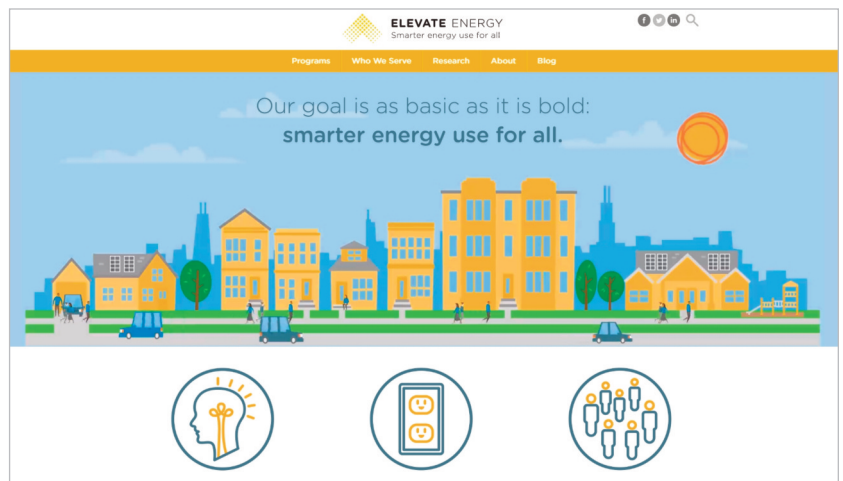 ELEVATE ENERGY
Smarter energy use for all
Programs Who We Serve Research About Blog
Our goal is as basic as it is bold:
smarter energy use for all.